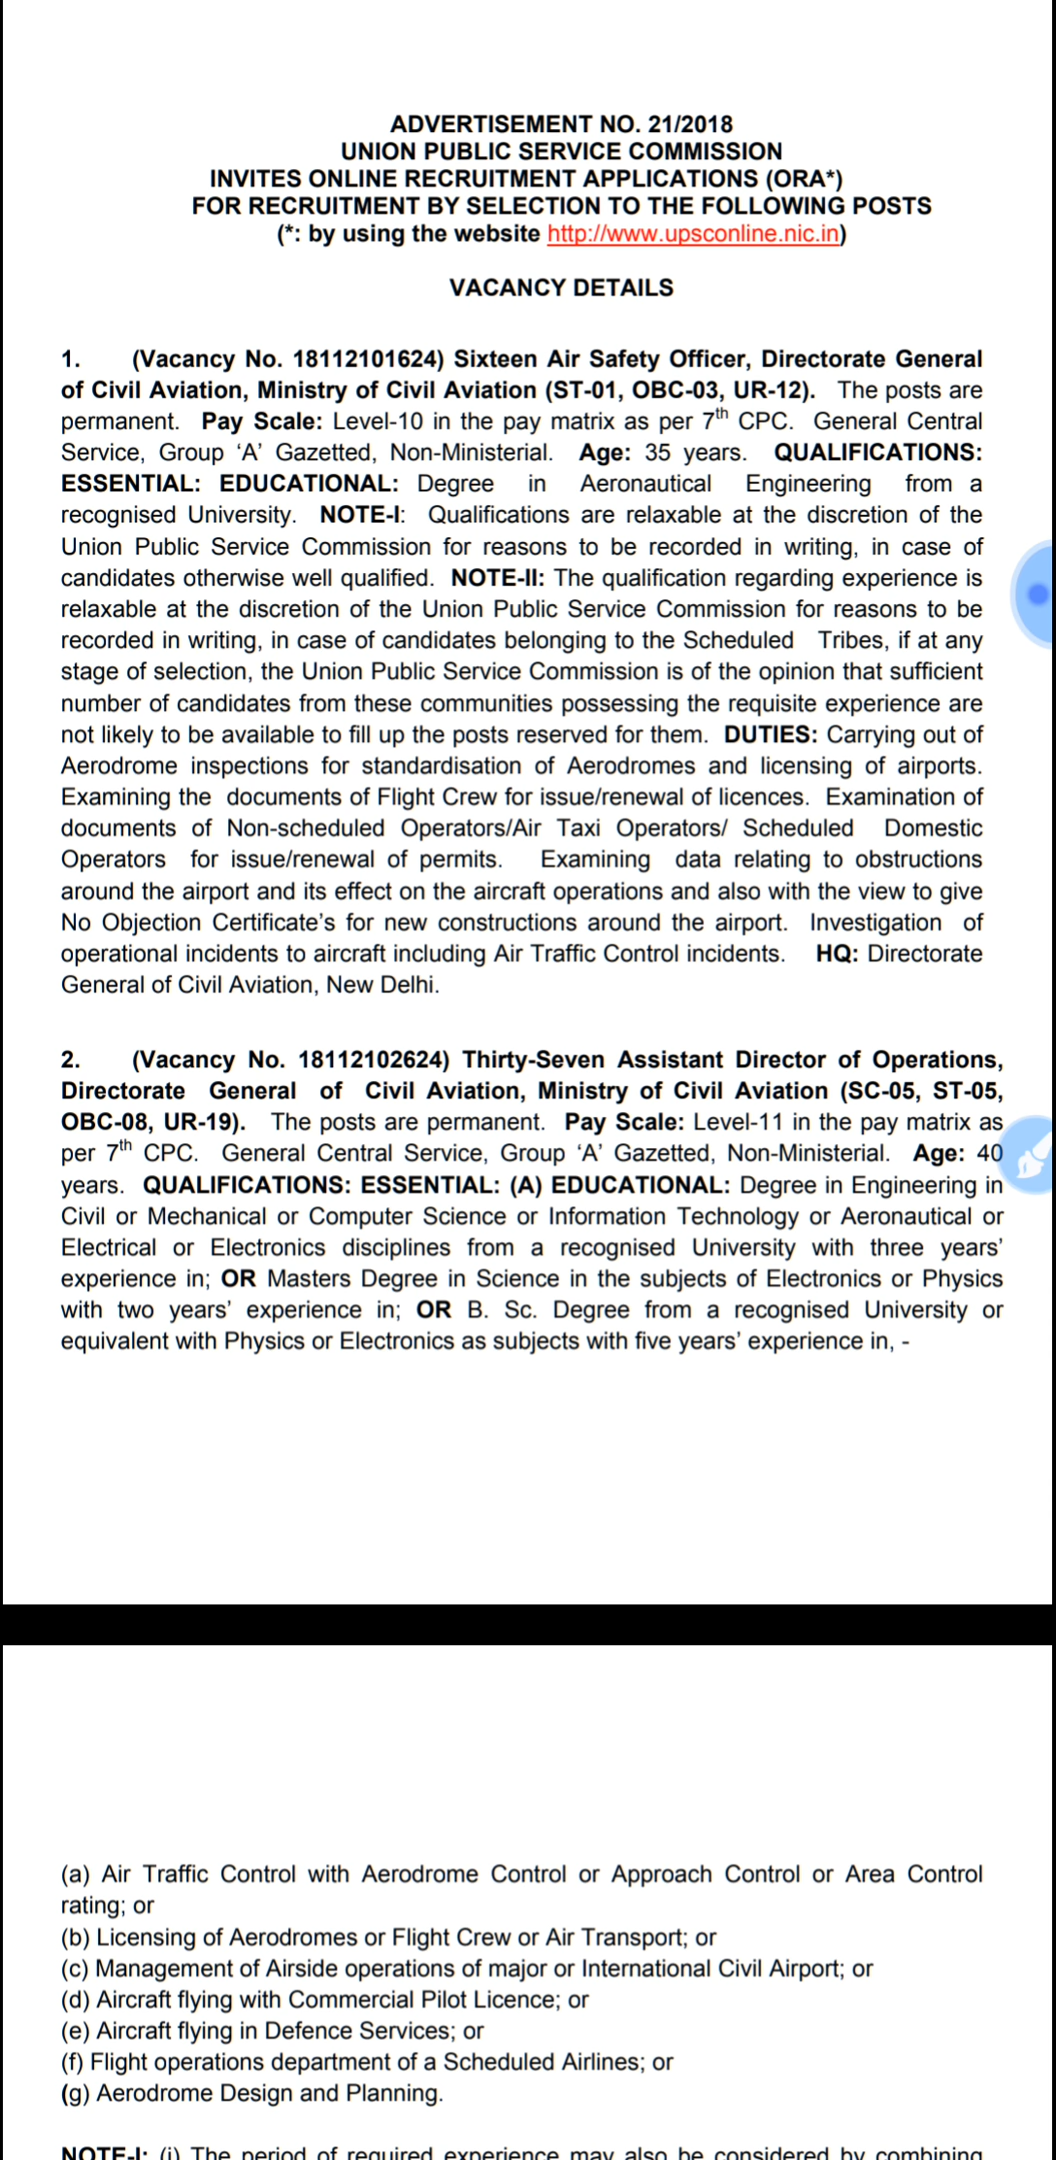 ADVERTISEMENT NO. 21/2018
UNION PUBLIC SERVICE COMMISSION
INVITES ONLINE RECRUITMENT APPLICATIONS (ORA*)
FOR RECRUITMENT BY SELECTION TO THE FOLLOWING POSTS
(*: by using the website http://www.upsconline.nic.in)
VACANCY DETAILS
1. (Vacancy No. 18112101624) Sixteen Air Safety Officer, Directorate General
of Civil Aviation, Ministry of Civil Aviation (ST-01, OBC-03, UR-12). The posts are
permanent. Pay Scale: Level-10 in the pay matrix as per 7th CPC. General Central
Service, Group ‘A’ Gazetted, Non-Ministerial. Age: 35 years. QUALIFICATIONS:
ESSENTIAL: EDUCATIONAL: Degree in Aeronautical Engineering from a
recognised University. NOTE-I: Qualifications are relaxable at the discretion of the
Union Public Service Commission for reasons to be recorded in writing, in case of
candidates otherwise well qualified. NOTE-II: The qualification regarding experience is
relaxable at the discretion of the Union Public Service Commission for reasons to be
recorded in writing, in case of candidates belonging to the Scheduled Tribes, if at any
stage of selection, the Union Public Service Commission is of the opinion that sufficient
number of candidates from these communities possessing the requisite experience are
not likely to be available to fill up the posts reserved for them. DUTIES: Carrying out of
Aerodrome inspections for standardisation of Aerodromes and licensing of airports.
Examining the documents of Flight Crew for issue/renewal of licences. Examination of
documents of Non-scheduled Operators/Air Taxi Operators/ Scheduled Domestic
Operators for issue/renewal of permits. Examining data relating to obstructions
around the airport and its effect on the aircraft operations and also with the view to give
No Objection Certificate’s for new constructions around the airport. Investigation of
operational incidents to aircraft including Air Traffic Control incidents. HQ: Directorate
General of Civil Aviation, New Delhi.
2. (Vacancy No. 18112102624) Thirty-Seven Assistant Director of Operations,
Directorate General of Civil Aviation, Ministry of Civil Aviation (SC-05, ST-05,
OBC-08, UR-19). The posts are permanent. Pay Scale: Level-11 in the pay matrix as
per 7th CPC. General Central Service, Group ‘A’ Gazetted, Non-Ministerial. Age: 40
years. QUALIFICATIONS: ESSENTIAL: (A) EDUCATIONAL: Degree in Engineering in
Civil or Mechanical or Computer Science or Information Technology or Aeronautical or
Electrical or Electronics disciplines from a recognised University with three years’
experience in; OR Masters Degree in Science in the subjects of Electronics or Physics
with two years’ experience in; OR B. Sc. Degree from a recognised University or
equivalent with Physics or Electronics as subjects with five years’ experience in, -
(a) Air Traffic Control with Aerodrome Control or Approach Control or Area Control
rating; or
(b) Licensing of Aerodromes or Flight Crew or Air Transport; or
(c) Management of Airside operations of major or International Civil Airport; or
(d) Aircraft flying with Commercial Pilot Licence; or
(e) Aircraft flying in Defence Services; or
(f) Flight operations department of a Scheduled Airlines; or
(g) Aerodrome Design and Planning.
NOTE-I: (i) The period of required experience may also be considered by combining